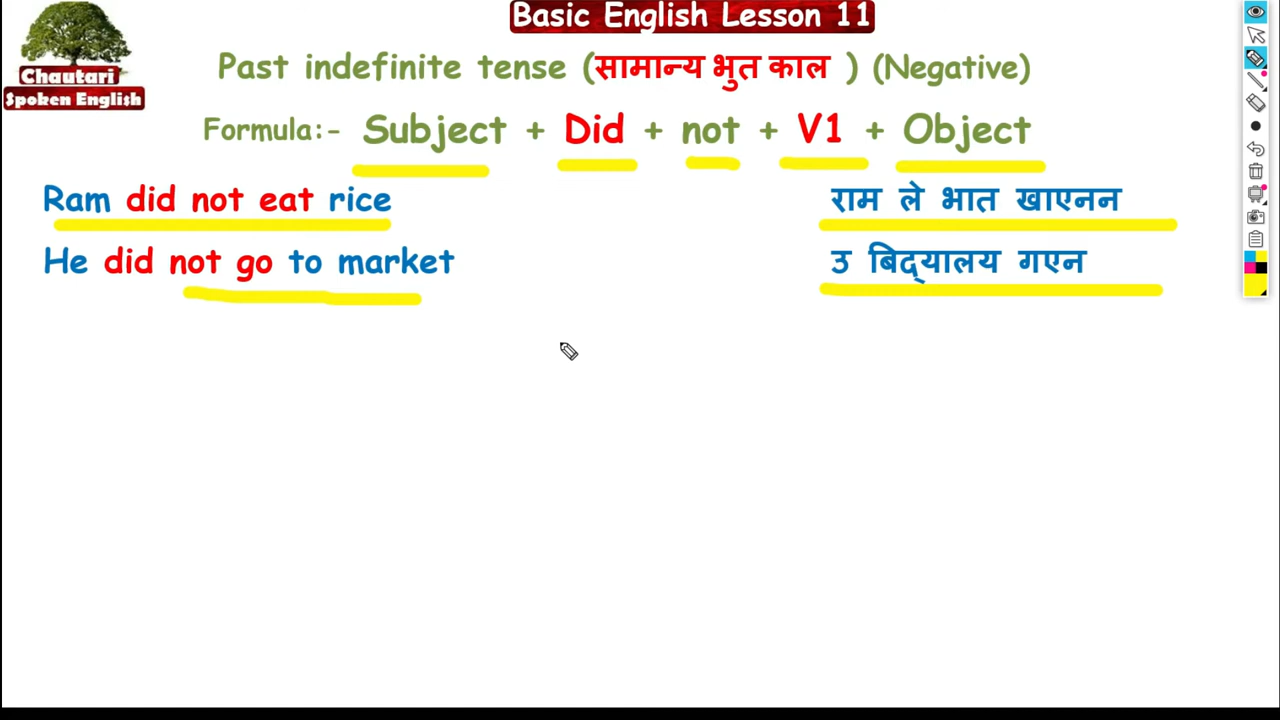 Basic English Lesson 11
Chautari
Spoken English
Past indefinite tense (सामान्य भुत काल ) (Negative)
Formula:- Subject + Did + not + V1 + Object
Ram did not eat rice राम ले भात खाएनन
He did not go to market उ बिद्यालय गएन